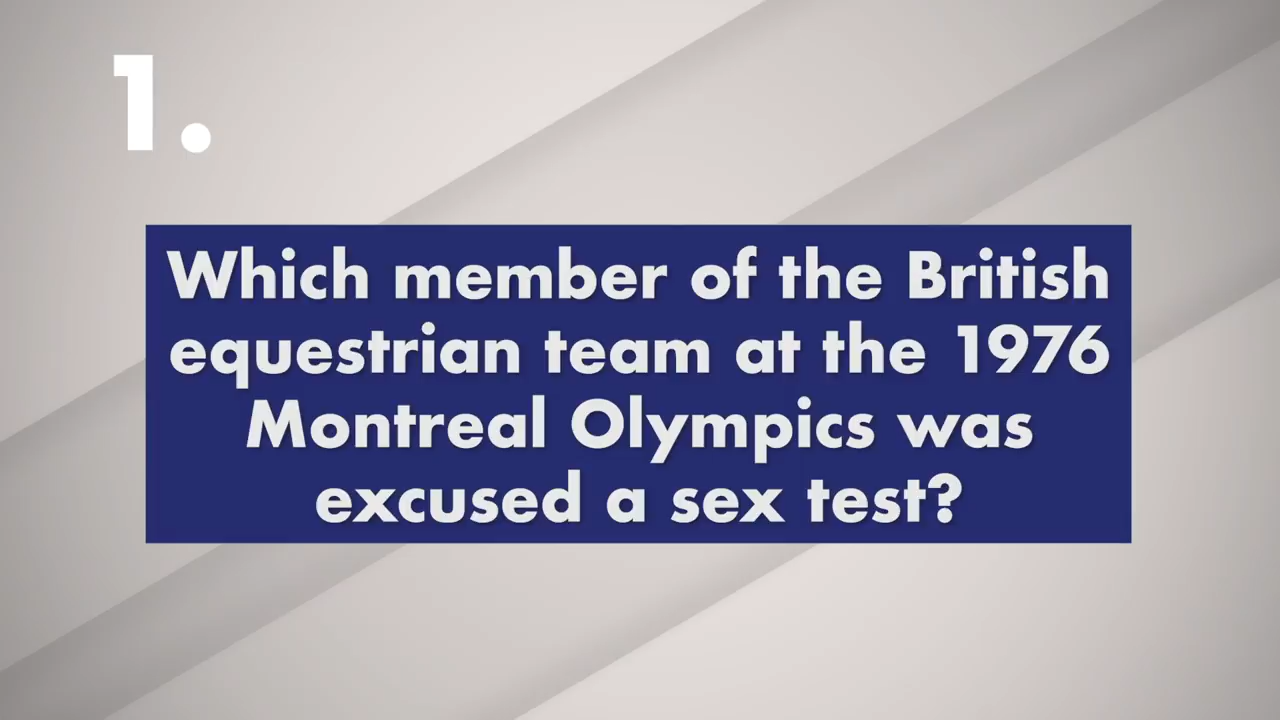 1.
Which member of the British
equestrian team at the 1976
Montreal Olympics was
excused a sex test?